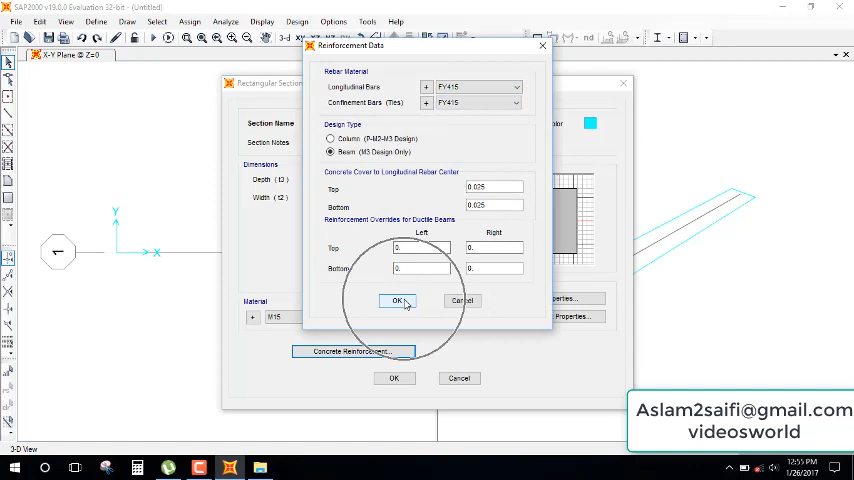 SAP2000 v19.0.0 Evaluation 32-bit - (Untitled)
File Edit View Define Draw Select Assign Analyze Display Design Options Tools Help
3-d
X-Y Plane @ Z=0
Reinforcement Data
Rebar Material
Longitudinal Bars + FY415
Confinement Bars (Ties) + FY415
Design Type
Column (P-M2-M3 Design)
Beam (M3 Design Only)
Concrete Cover to Longitudinal Rebar Center
Top 0.025
Bottom 0.025
Reinforcement Overrides for Ductile Beams
Left Right
Top 0. 0.
Bottom 0. 0.
OK Cancel
Rectangular Section
Section Name
Section Notes
Dimensions
Depth ( t3 )
Width ( t2 )
Material
+ M15
Properties...
Concrete Reinforcement...
OK Cancel
Y
X
1
3-D View
Aslam2saifi@gmail.com
videosworld
12:55 PM
1/26/2017